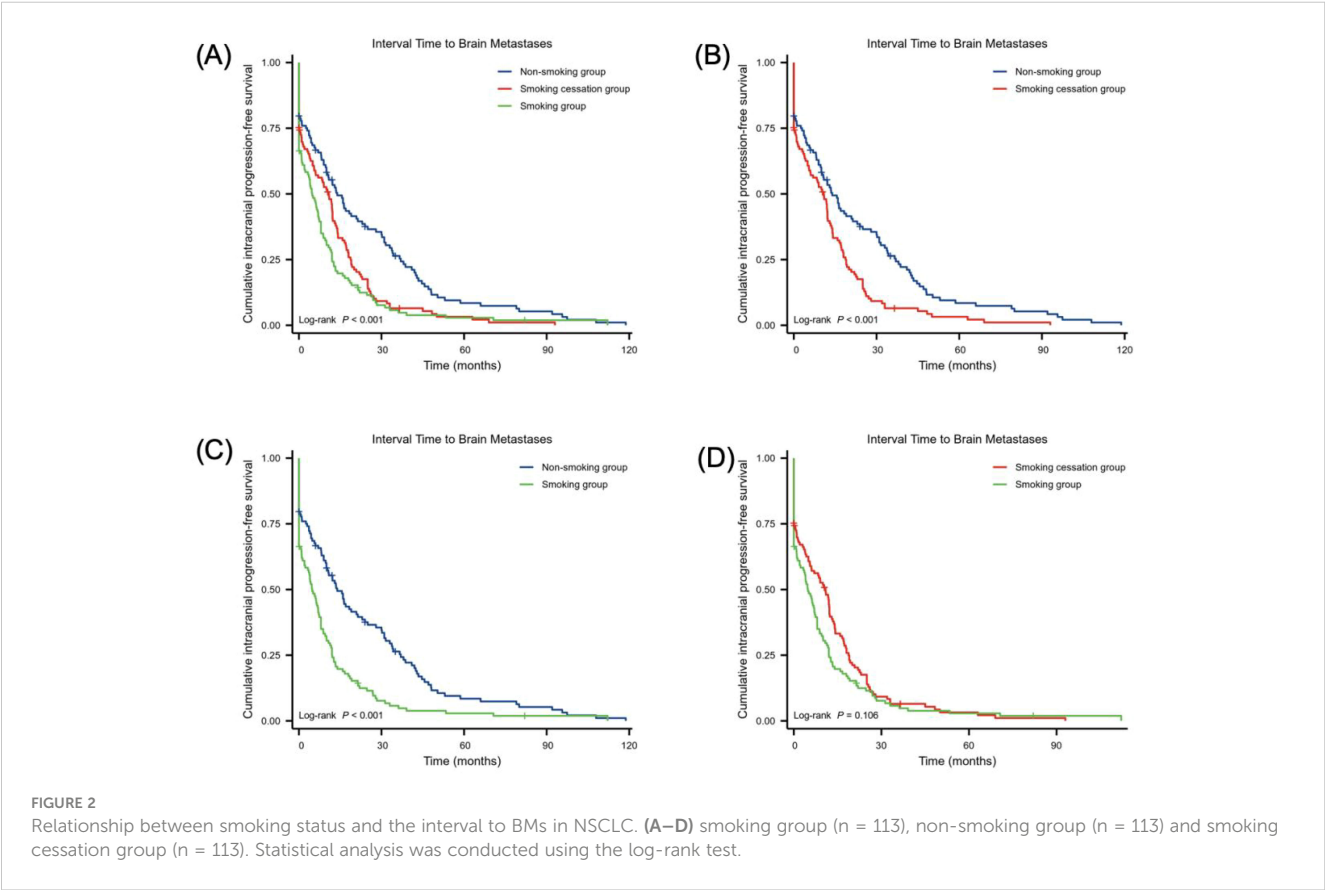 (A)
Interval Time to Brain Metastases
Non-smoking group
Smoking cessation group
Smoking group
Cumulative intracranial progression-free survival
1.00
0.75
0.50
0.25
0.00
Log-rank P < 0.001
0 30 60 90 120
Time (months)
(B)
Interval Time to Brain Metastases
Non-smoking group
Smoking cessation group
Cumulative intracranial progression-free survival
1.00
0.75
0.50
0.25
0.00
Log-rank P < 0.001
0 30 60 90 120
Time (months)
(C)
Interval Time to Brain Metastases
Non-smoking group
Smoking group
Cumulative intracranial progression-free survival
1.00
0.75
0.50
0.25
0.00
Log-rank P < 0.001
0 30 60 90 120
Time (months)
(D)
Interval Time to Brain Metastases
Smoking cessation group
Smoking group
Cumulative intracranial progression-free survival
1.00
0.75
0.50
0.25
0.00
Log-rank P = 0.106
0 30 60 90
Time (months)
FIGURE 2
Relationship between smoking status and the interval to BMs in NSCLC. (A–D) smoking group (n = 113), non-smoking group (n = 113) and smoking
cessation group (n = 113). Statistical analysis was conducted using the log-rank test.